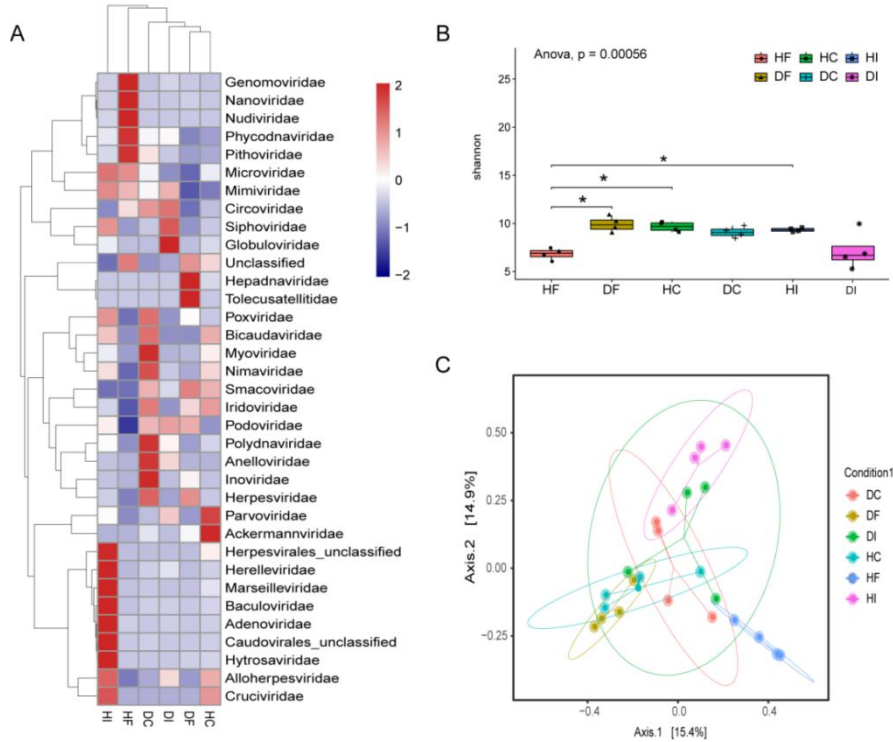 A
Genomoviridae
Nanoviridae
Nudiviridae
Phycodnaviridae
Pithoviridae
Microviridae
Mimiviridae
Circoviridae
Siphoviridae
Globuloviridae
Unclassified
Hepadnaviridae
Tolecusatellitidae
Poxviridae
Bicaudaviridae
Myoviridae
Nimaviridae
Smacoviridae
Iridoviridae
Podoviridae
Polydnaviridae
Anelloviridae
Inoviridae
Herpesviridae
Parvoviridae
Ackermannviridae
Herpesvirales_unclassified
Herelleviridae
Marseilleviridae
Baculoviridae
Adenoviridae
Caudovirales_unclassified
Hytrosaviridae
Alloherpesviridae
Cruciviridae
HI HF DC DI DF HC
2
1
0
−1
−2
B
Anova, p = 0.00056
HF HC HI
DF DC DI
shannon
25
20
15
10
5
* 
*
*
HF DF HC DC HI DI
C
Axis.2 [14.9%]
0.50
0.25
0.00
−0.25
−0.4 0.0 0.4
Axis.1 [15.4%]
Condition1
DC
DF
DI
HC
HF
HI